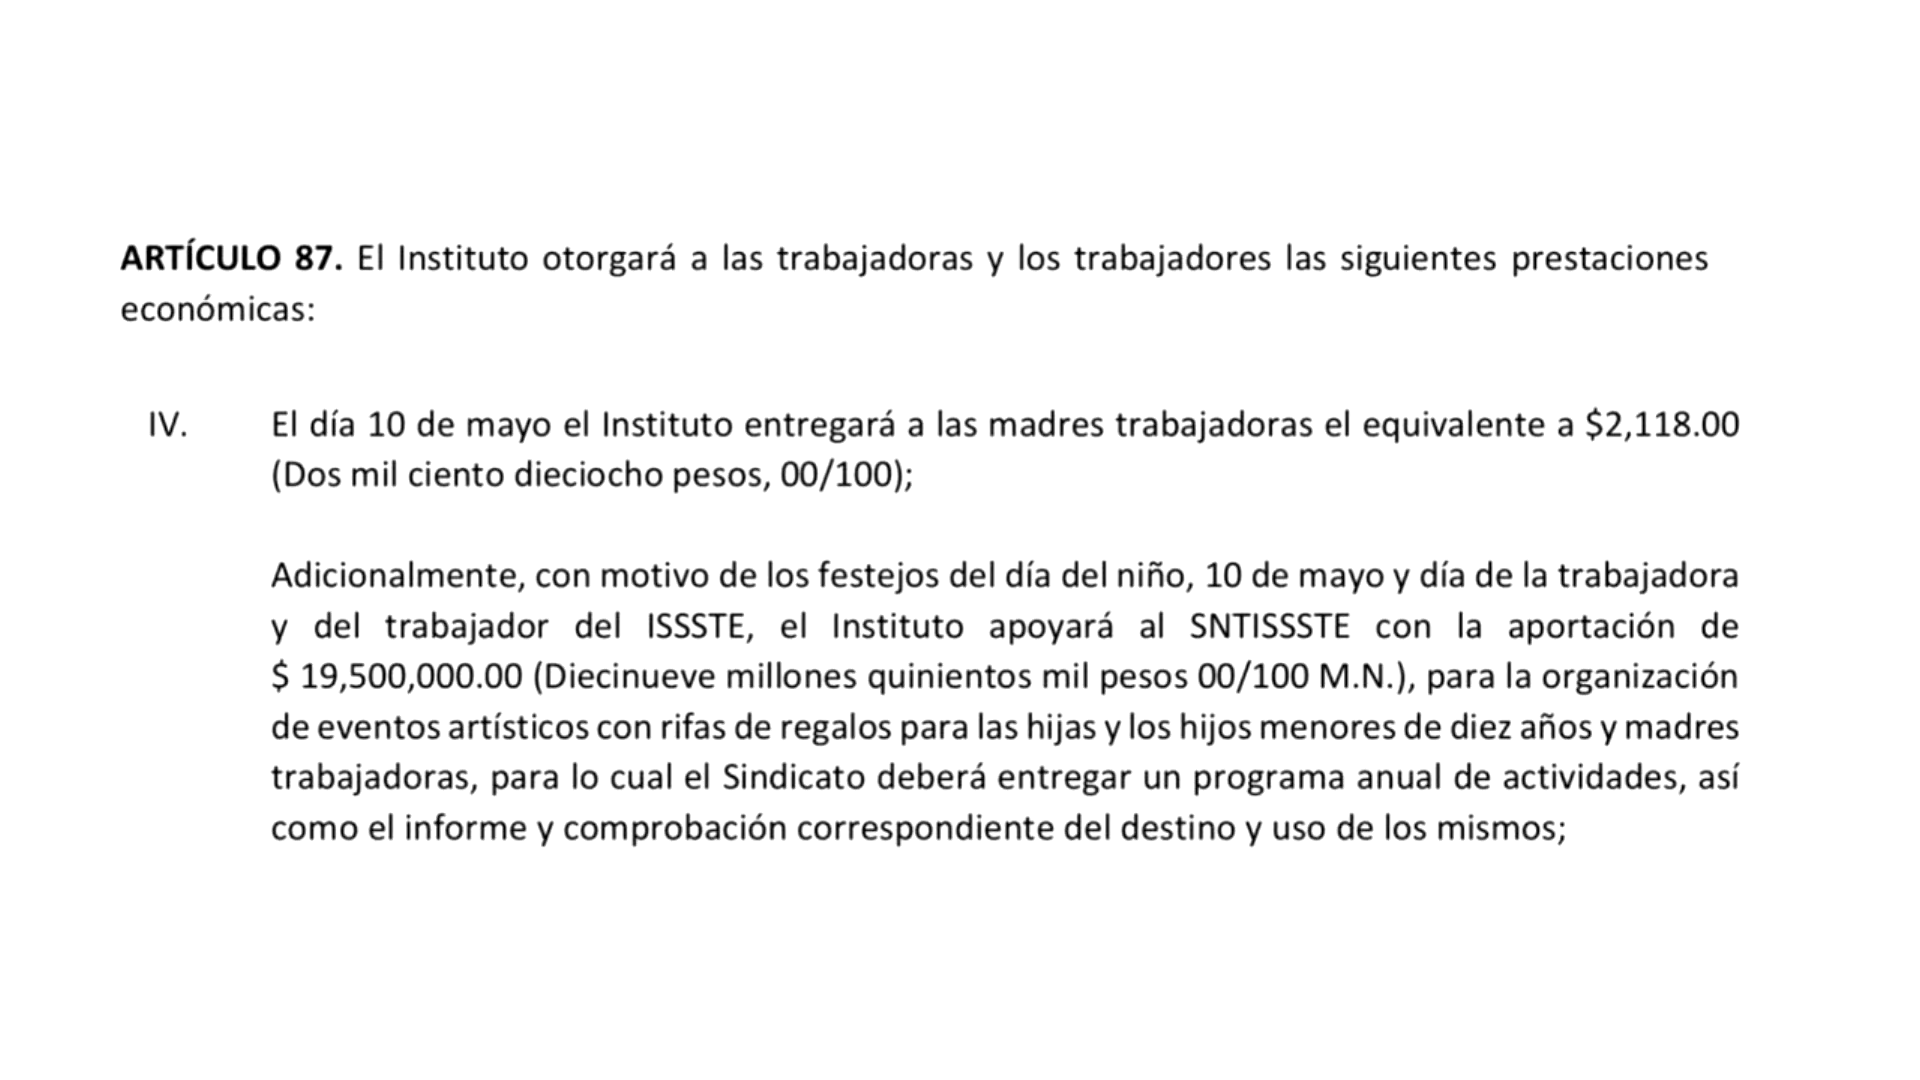 ARTÍCULO 87. El Instituto otorgará a las trabajadoras y los trabajadores las siguientes prestaciones
económicas:
IV. El día 10 de mayo el Instituto entregará a las madres trabajadoras el equivalente a $2,118.00
(Dos mil ciento dieciocho pesos, 00/100);
Adicionalmente, con motivo de los festejos del día del niño, 10 de mayo y día de la trabajadora
y del trabajador del ISSSTE, el Instituto apoyará al SNTISSSTE con la aportación de
$ 19,500,000.00 (Diecinueve millones quinientos mil pesos 00/100 M.N.), para la organización
de eventos artísticos con rifas de regalos para las hijas y los hijos menores de diez años y madres
trabajadoras, para lo cual el Sindicato deberá entregar un programa anual de actividades, así
como el informe y comprobación correspondiente del destino y uso de los mismos;